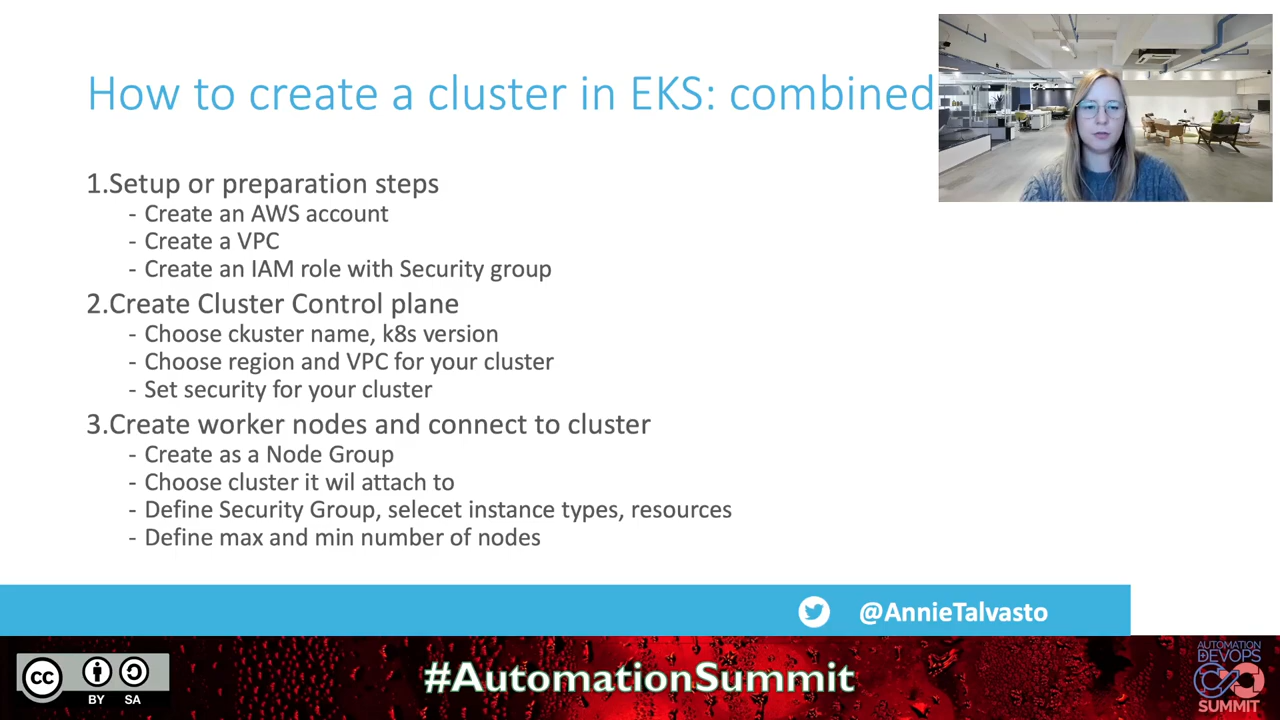 How to create a cluster in EKS: combined
1.Setup or preparation steps
- Create an AWS account
- Create a VPC
- Create an IAM role with Security group
2.Create Cluster Control plane
- Choose ckuster name, k8s version
- Choose region and VPC for your cluster
- Set security for your cluster
3.Create worker nodes and connect to cluster
- Create as a Node Group
- Choose cluster it wil attach to
- Define Security Group, selecet instance types, resources
- Define max and min number of nodes
@AnnieTalvasto
cc
BY SA
#AutomationSummit
AUTOMATION
DEVOPS
SUMMIT